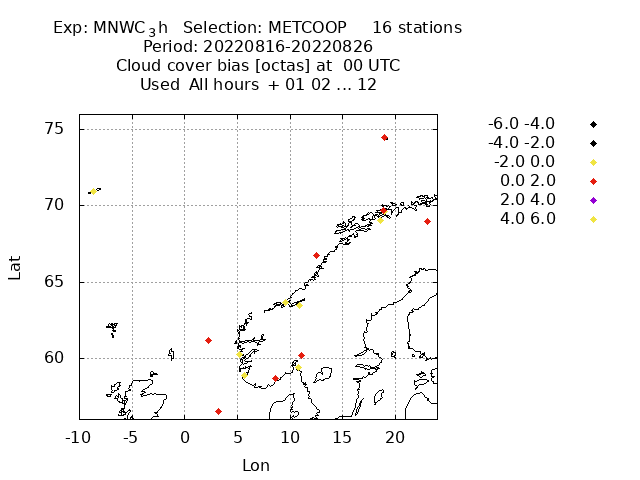 Exp: MNWC₃h Selection: METCOOP 16 stations
Period: 20220816-20220826
Cloud cover bias [octas] at 00 UTC
Used All hours + 01 02 ... 12
-6.0 -4.0
-4.0 -2.0
-2.0 0.0
0.0 2.0
2.0 4.0
4.0 6.0
75
70
65
60
Lat
-10 -5 0 5 10 15 20
Lon